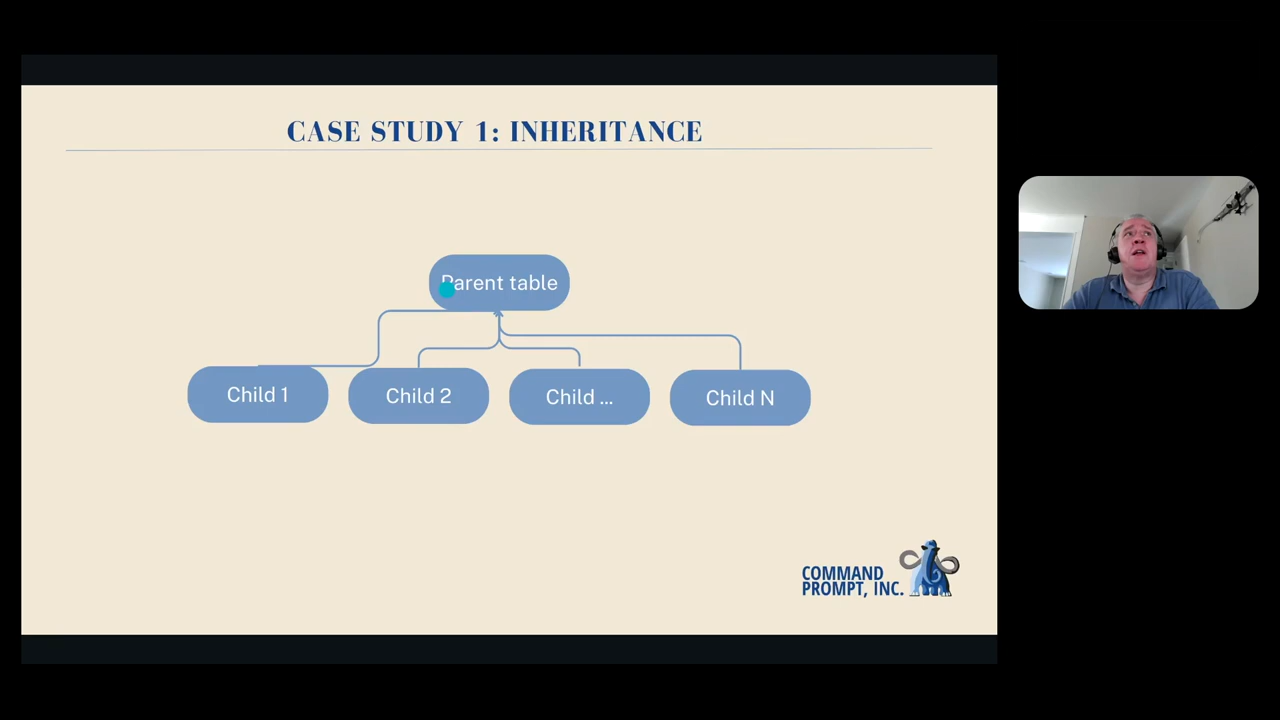 CASE STUDY 1: INHERITANCE
Parent table
Child 1
Child 2
Child ...
Child N
COMMAND
PROMPT, INC.